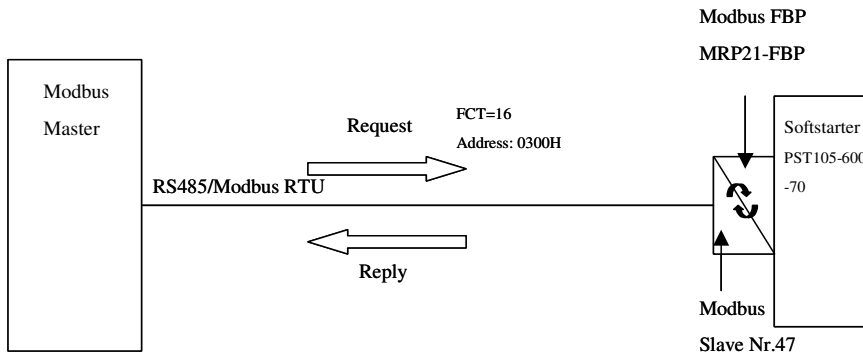 Modbus FBP
MRP21-FBP
Modbus
Master
Request
FCT=16
Address: 0300H
Softstarter
PST105-600
-70
RS485/Modbus RTU
Reply
Modbus
Slave Nr.47